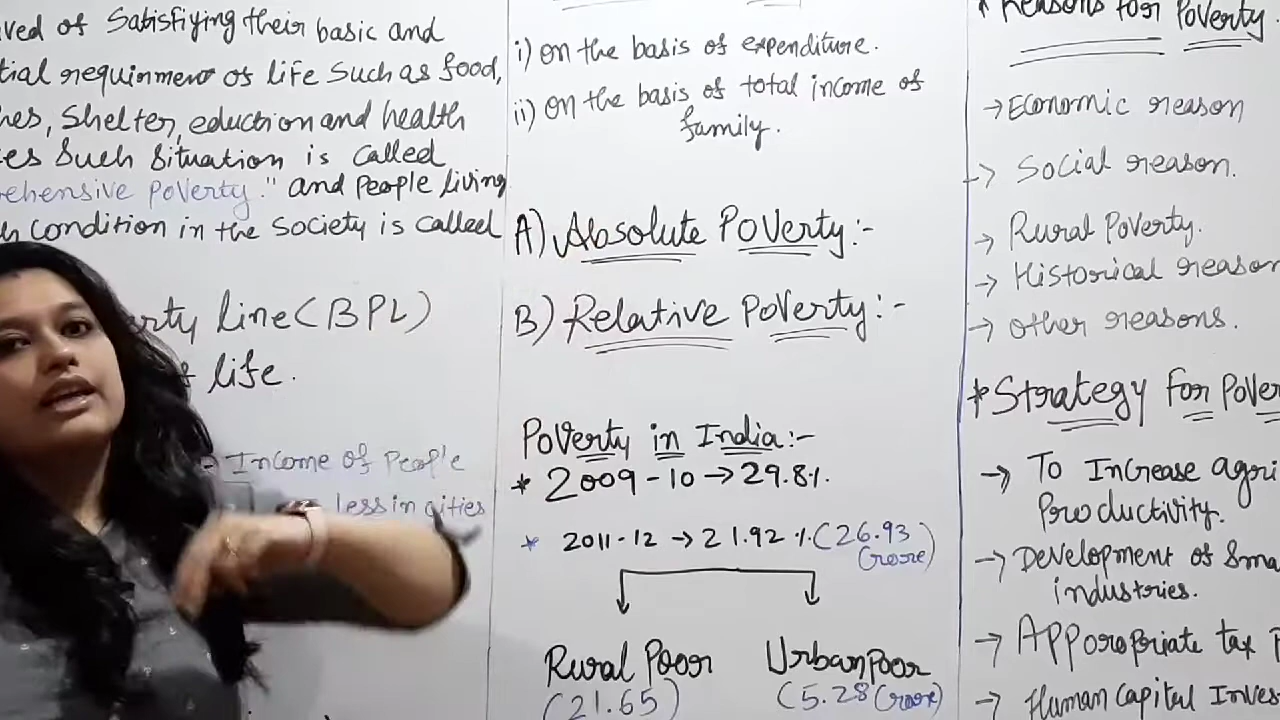 ved of Satisfiying their basic and
tial requinment of life Such as food,
hes, Shelter, eduction and health
es Such Situation is called
ehensive Poverty." and People living
h condition in the Society is called
rty line (BPL)
life.
Income of People
less in cities
i) on the basis of expenditure.
ii) on the basis of total income of
family.
A) Absolute Poverty:-
B) Relative Poverty:-
Poverty in India:-
* 2009-10 → 29.8%.
* 2011-12 → 21.92% (26.93
Crore)
Rural Poor Urban poor
(21.65) (5.28 Crore)
* Reasons for Poverty.
→ Economic reason
→ Social reason.
→ Rural Poverty.
→ Historical reason
→ other reasons.
* Strategy For Pover
→ To Increase agri
Productivity.
→ Development of Sma
industries.
→ Apporopriate tax P
→ Human Capital Inves